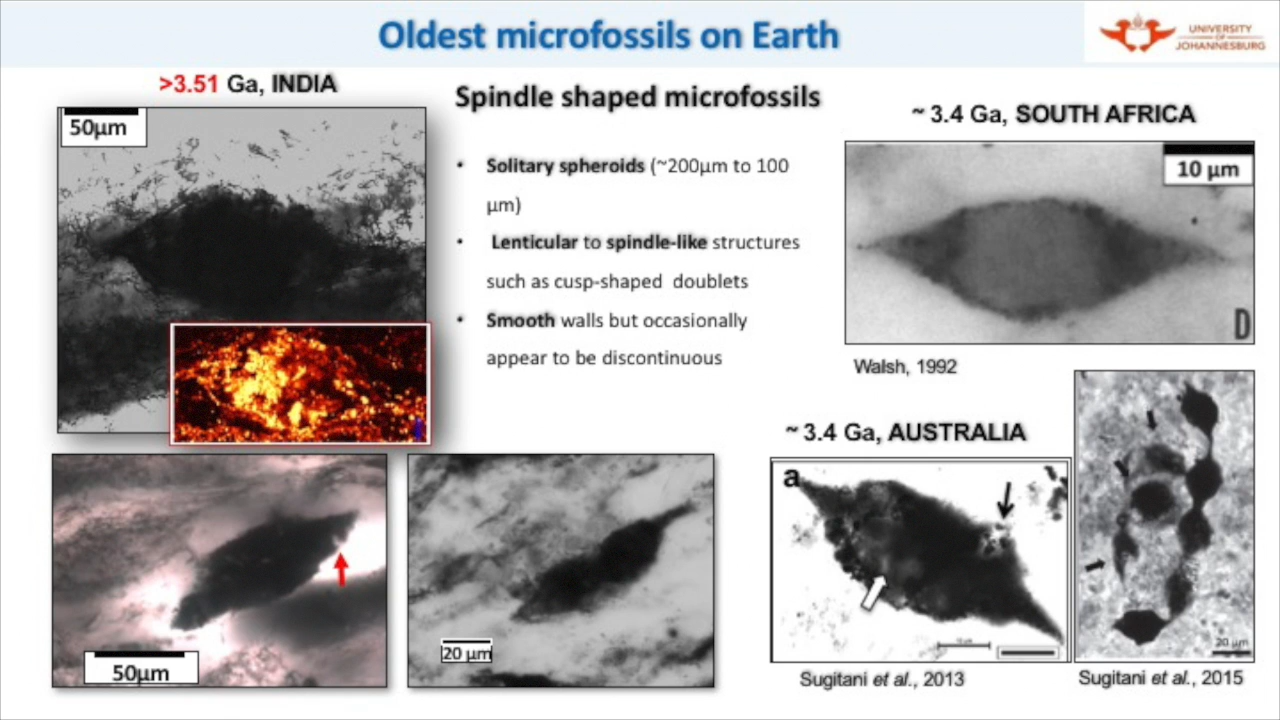 Oldest microfossils on Earth
UNIVERSITY
OF
JOHANNESBURG
>3.51 Ga, INDIA
50µm
Spindle shaped microfossils
• Solitary spheroids (~200µm to 100
µm)
• Lenticular to spindle-like structures
such as cusp-shaped doublets
• Smooth walls but occasionally
appear to be discontinuous
~ 3.4 Ga, SOUTH AFRICA
10 µm
D
Walsh, 1992
50µm
20 µm
~ 3.4 Ga, AUSTRALIA
a
Sugitani et al., 2013
20 µm
Sugitani et al., 2015